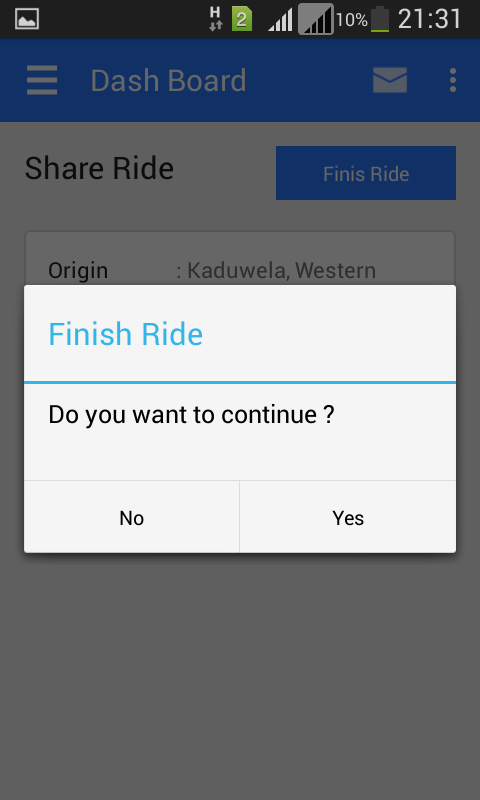 H 2 10% 21:31
Dash Board
Share Ride
Finis Ride
Origin : Kaduwela, Western
Finish Ride
Do you want to continue ?
No Yes